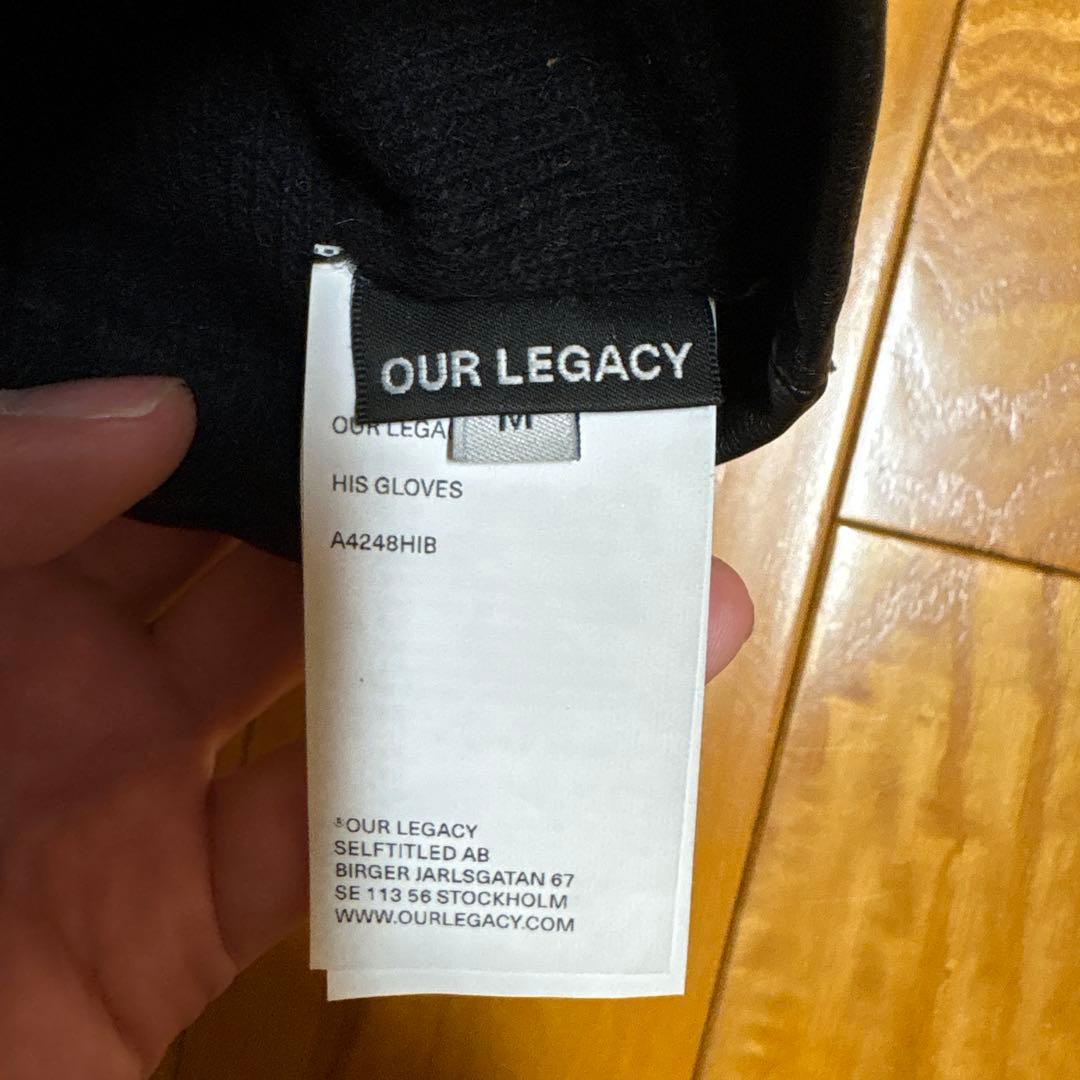 OUR LEGACY
M
OUR LEGA
HIS GLOVES
A4248HIB
OUR LEGACY
SELFTITLED AB
BIRGER JARLSGATAN 67
SE 113 56 STOCKHOLM
WWW.OURLEGACY.COM